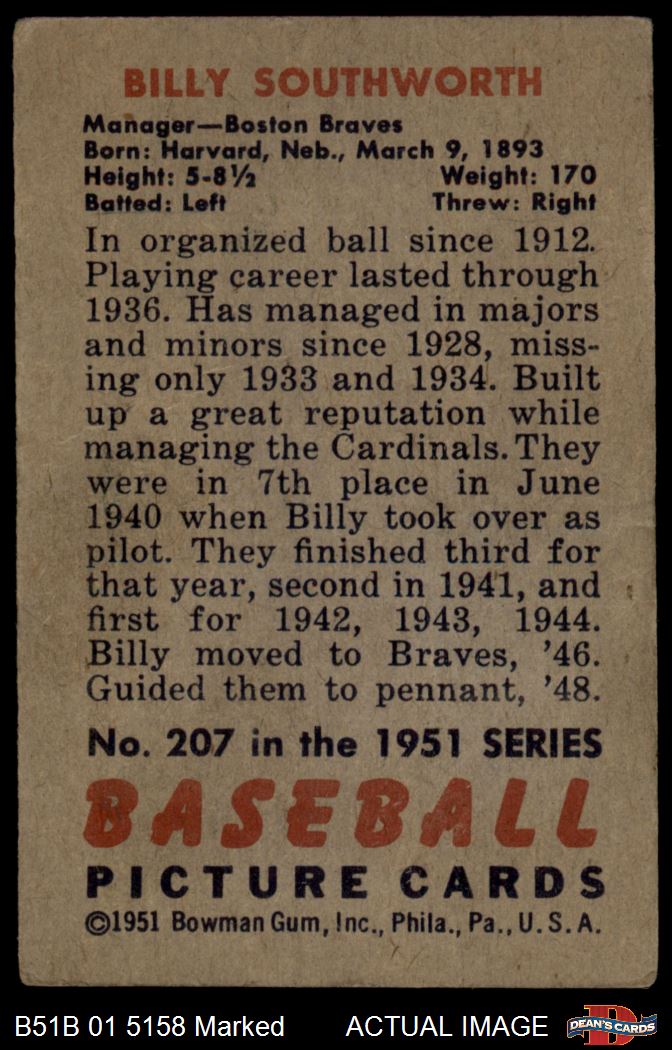 BILLY SOUTHWORTH
Manager—Boston Braves
Born: Harvard, Neb., March 9, 1893
Height: 5-8½ Weight: 170
Batted: Left Threw: Right
In organized ball since 1912.
Playing career lasted through
1936. Has managed in majors
and minors since 1928, miss-
ing only 1933 and 1934. Built
up a great reputation while
managing the Cardinals. They
were in 7th place in June
1940 when Billy took over as
pilot. They finished third for
that year, second in 1941, and
first for 1942, 1943, 1944.
Billy moved to Braves, '46.
Guided them to pennant, '48.
No. 207 in the 1951 SERIES
BASEBALL
PICTURE CARDS
©1951 Bowman Gum, Inc., Phila., Pa., U. S. A.
B51B 01 5158 Marked ACTUAL IMAGE
D
DEAN'S CARDS